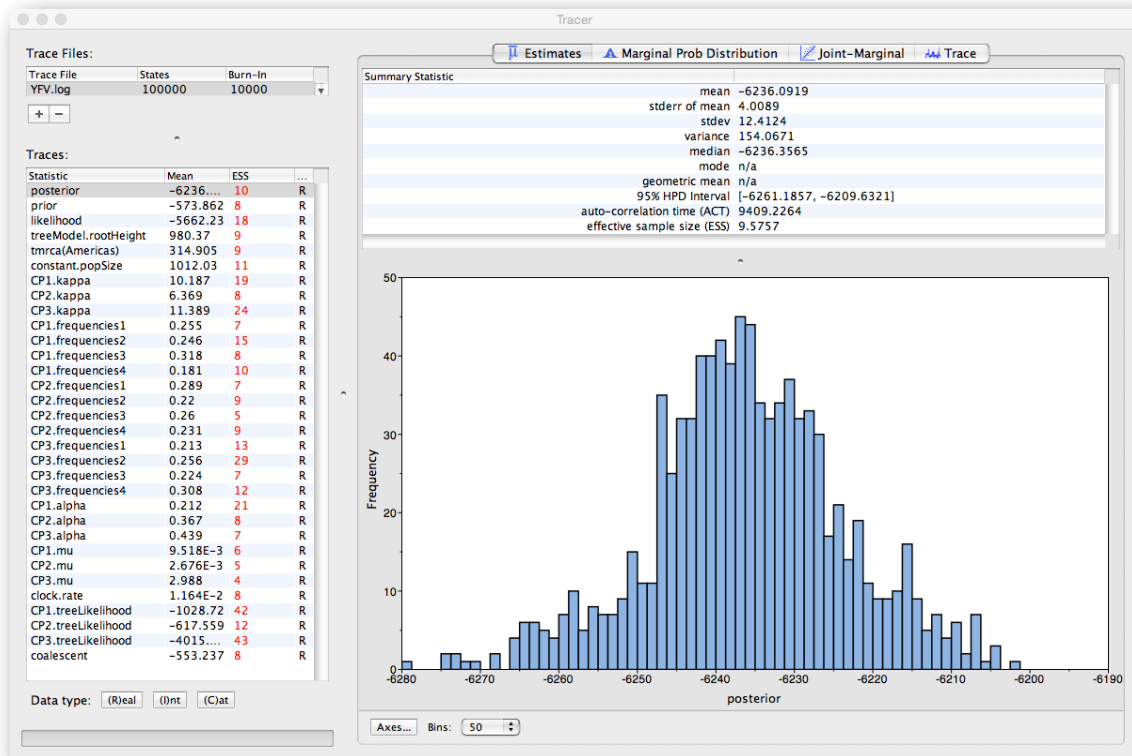 Tracer
Trace Files:
Trace File States Burn-In
YFV.log 100000 10000
+ −
Traces:
Statistic Mean ESS ...
posterior -6236.... 10 R
prior -573.862 8 R
likelihood -5662.23 18 R
treeModel.rootHeight 980.37 9 R
tmrca(Americas) 314.905 9 R
constant.popSize 1012.03 11 R
CP1.kappa 10.187 19 R
CP2.kappa 6.369 8 R
CP3.kappa 11.389 24 R
CP1.frequencies1 0.255 7 R
CP1.frequencies2 0.246 15 R
CP1.frequencies3 0.318 8 R
CP1.frequencies4 0.181 10 R
CP2.frequencies1 0.289 7 R
CP2.frequencies2 0.22 9 R
CP2.frequencies3 0.26 5 R
CP2.frequencies4 0.231 9 R
CP3.frequencies1 0.213 13 R
CP3.frequencies2 0.256 29 R
CP3.frequencies3 0.224 7 R
CP3.frequencies4 0.308 12 R
CP1.alpha 0.212 21 R
CP2.alpha 0.367 8 R
CP3.alpha 0.439 7 R
CP1.mu 9.518E-3 6 R
CP2.mu 2.676E-3 5 R
CP3.mu 2.988 4 R
clock.rate 1.164E-2 8 R
CP1.treeLikelihood -1028.72 42 R
CP2.treeLikelihood -617.559 12 R
CP3.treeLikelihood -4015.... 43 R
coalescent -553.237 8 R
Data type: (R)eal (I)nt (C)at
Estimates Marginal Prob Distribution Joint-Marginal Trace
Summary Statistic
mean -6236.0919
stderr of mean 4.0089
stdev 12.4124
variance 154.0671
median -6236.3565
mode n/a
geometric mean n/a
95% HPD Interval [-6261.1857, -6209.6321]
auto-correlation time (ACT) 9409.2264
effective sample size (ESS) 9.5757
50
40
30
20
10
0
Frequency
-6280 -6270 -6260 -6250 -6240 -6230 -6220 -6210 -6200 -6190
posterior
Axes... Bins: 50